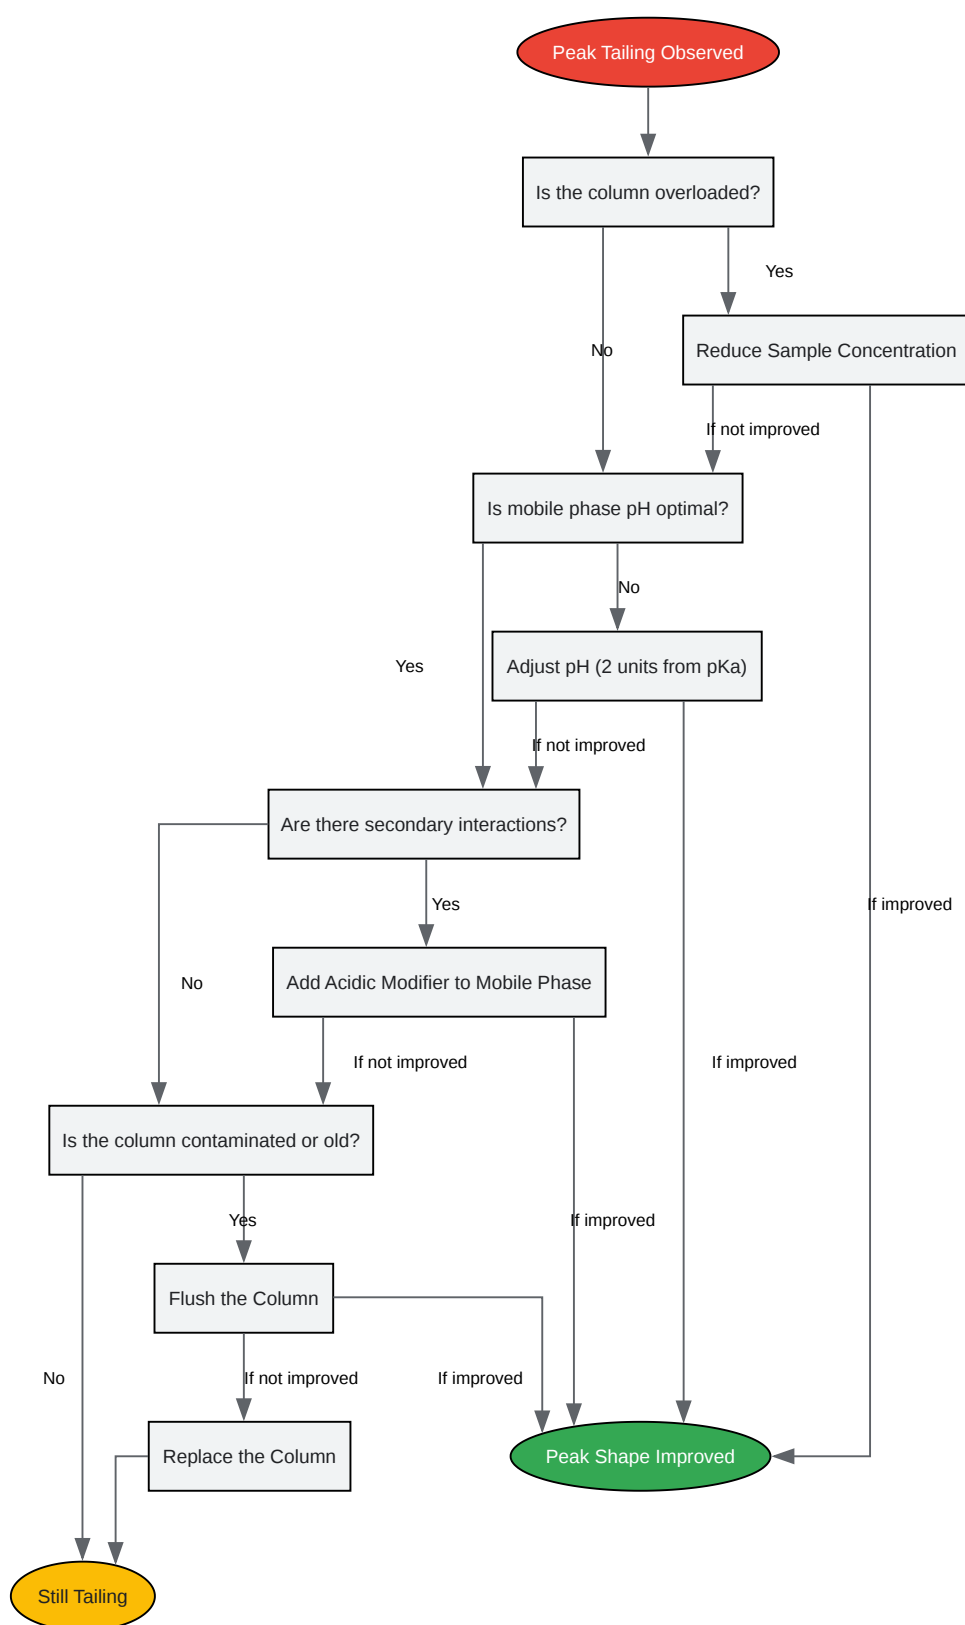 Peak Tailing Observed
Is the column overloaded?
Yes
No
Reduce Sample Concentration
If not improved
Is mobile phase pH optimal?
No
Yes
Adjust pH (2 units from pKa)
If not improved
Are there secondary interactions?
Yes
If improved
Add Acidic Modifier to Mobile Phase
No
If not improved
If improved
Is the column contaminated or old?
Yes
If improved
Flush the Column
No
If not improved
If improved
Replace the Column
Peak Shape Improved
Still Tailing